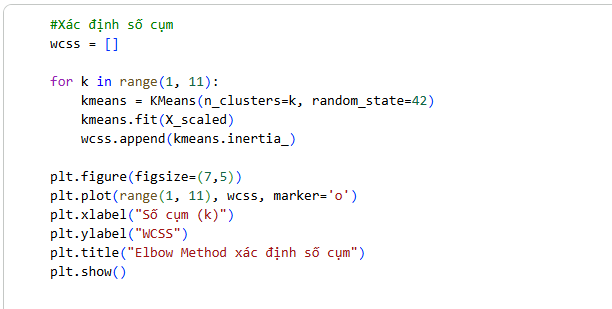 #Xác định số cụm
wcss = []
for k in range(1, 11):
    kmeans = KMeans(n_clusters=k, random_state=42)
    kmeans.fit(X_scaled)
    wcss.append(kmeans.inertia_)
plt.figure(figsize=(7,5))
plt.plot(range(1, 11), wcss, marker='o')
plt.xlabel("Số cụm (k)")
plt.ylabel("WCSS")
plt.title("Elbow Method xác định số cụm")
plt.show()